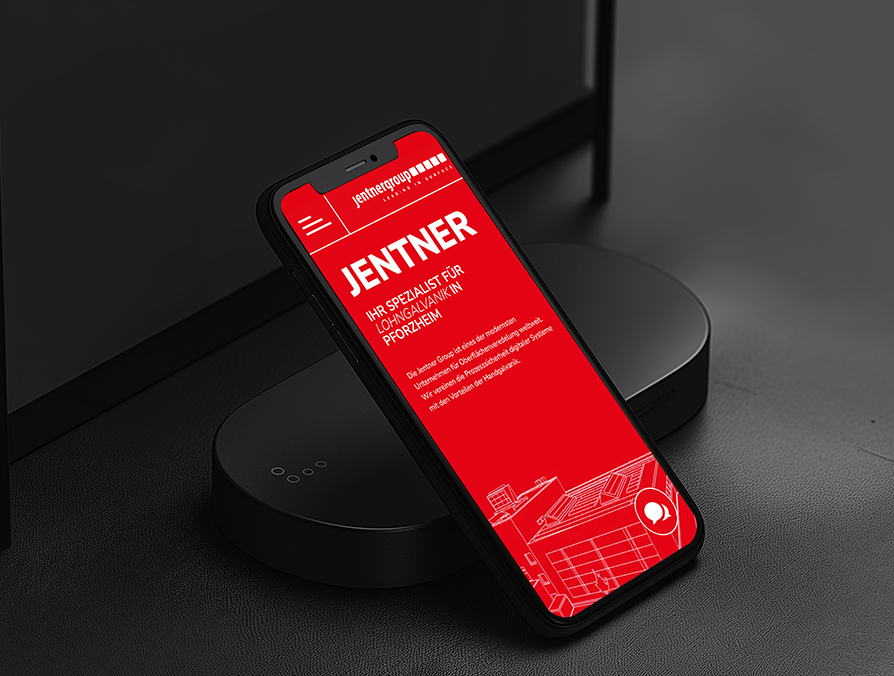 jentnergroup
LEADING IN SURFACE
JENTNER
IHR SPEZIALIST FÜR
LOHNGALVANIK IN
PFORZHEIM
Die Jentner Group ist eines der modernsten
Unternehmen für Oberflächenveredelung weltweit.
Wir vereinen die Prozesssicherheit digitaler Systeme
mit den Vorteilen der Handgalvanik.